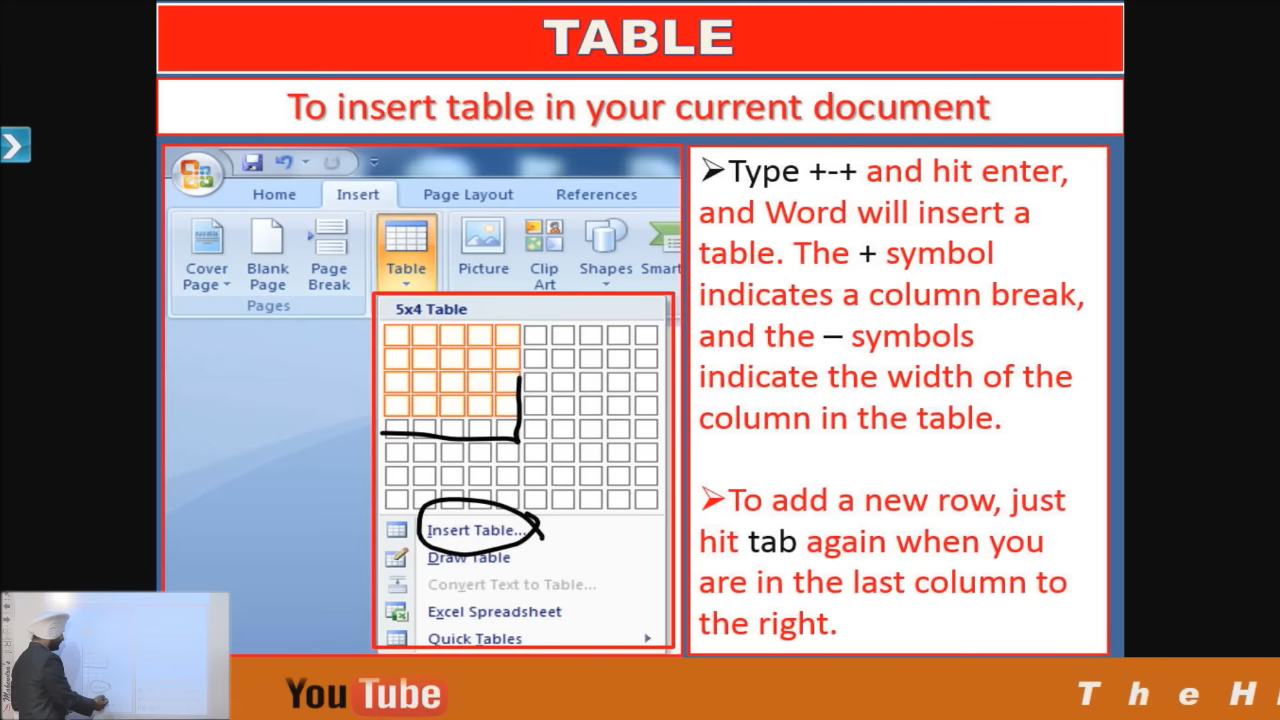 TABLE
To insert table in your current document
Home Insert Page Layout References
Cover Page Blank Page Page Break Table Picture Clip Art Shapes Smart
Pages
5x4 Table
Insert Table...
Draw Table
Convert Text to Table...
Excel Spreadsheet
Quick Tables
➢Type +-+ and hit enter,
and Word will insert a
table. The + symbol
indicates a column break,
and the – symbols
indicate the width of the
column in the table.
➢To add a new row, just
hit tab again when you
are in the last column to
the right.
Mahendra's
YouTube
T h e H